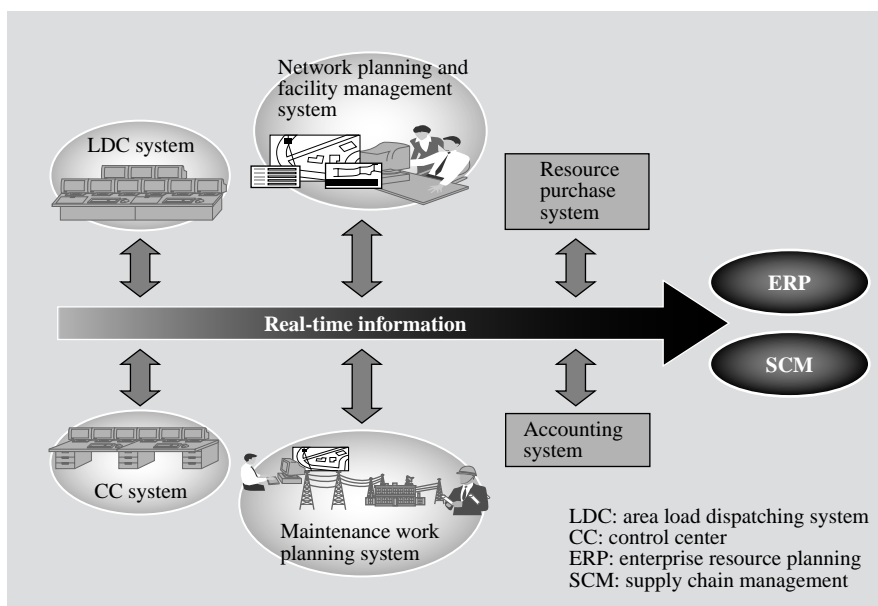 Network planning and
facility management
system
LDC system
Resource
purchase
system
ERP
Real-time information
SCM
Accounting
system
CC system
Maintenance work
planning system
LDC: area load dispatching system
CC: control center
ERP: enterprise resource planning
SCM: supply chain management